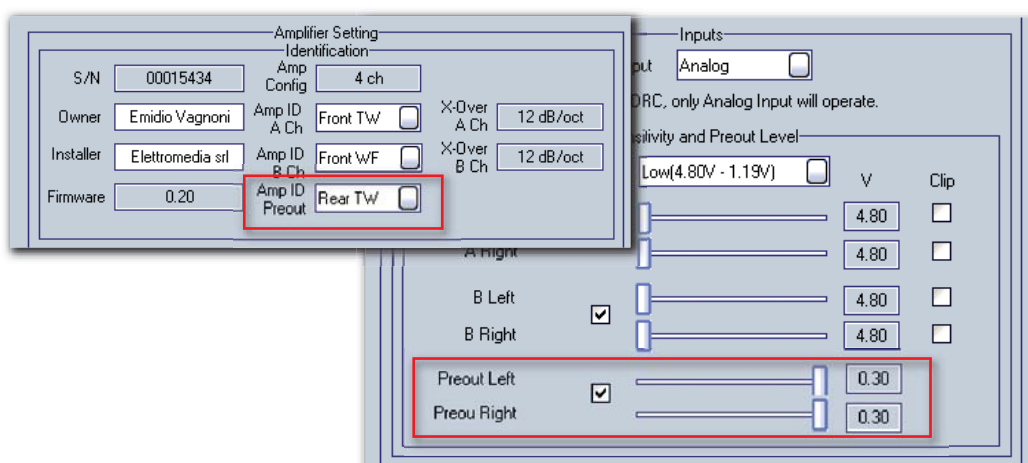 Amplifier Setting
Identification
S/N 00015434 Amp Config 4 ch
Owner Emidio Vagnoni Amp ID A Ch Front TW X-Over A Ch 12 dB/oct
Installer Elettromedia srl Amp ID B Ch Front WF X-Over B Ch 12 dB/oct
Firmware 0.20 Amp ID Preout Rear TW
Inputs
Analog
DRC, only Analog Input will operate.
and Preout Level
Low(4.80V - 1.19V) V Clip
4.80
A Right 4.80
B Left 4.80
B Right 4.80
Preout Left 0.30
Preou Right 0.30